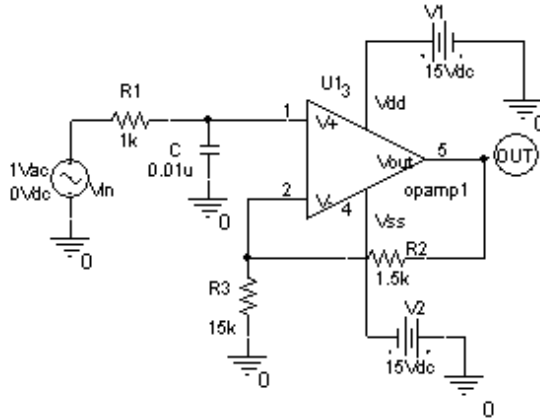 V1
15Vdc
0
R1
1k
U1
3
Vdd
1
V+
C
0.01u
1Vac
0Vdc
Vin
Vout
5
OUT
opamp1
2
V-
4
Vss
0
0
R2
1.5k
R3
15k
V2
15Vdc
0
0